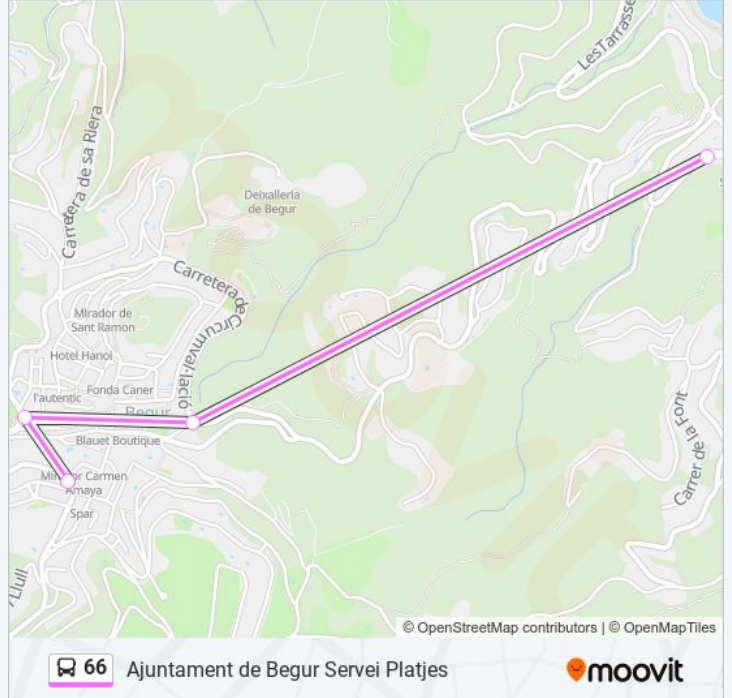 LesTarrasse
Carretera de sa Riera
Deixalleria
de Begur
Carretera de Circumval·lació
Mirador de
Sant Ramon
Hotel Hanoi
Fonda Caner
l'autentic
Begur
Blauet Boutique
Carmen
Amaya
Spar
Carrer de la Font
Llull
© OpenStreetMap contributors | © OpenMapTiles
66 Ajuntament de Begur Servei Platjes moovit